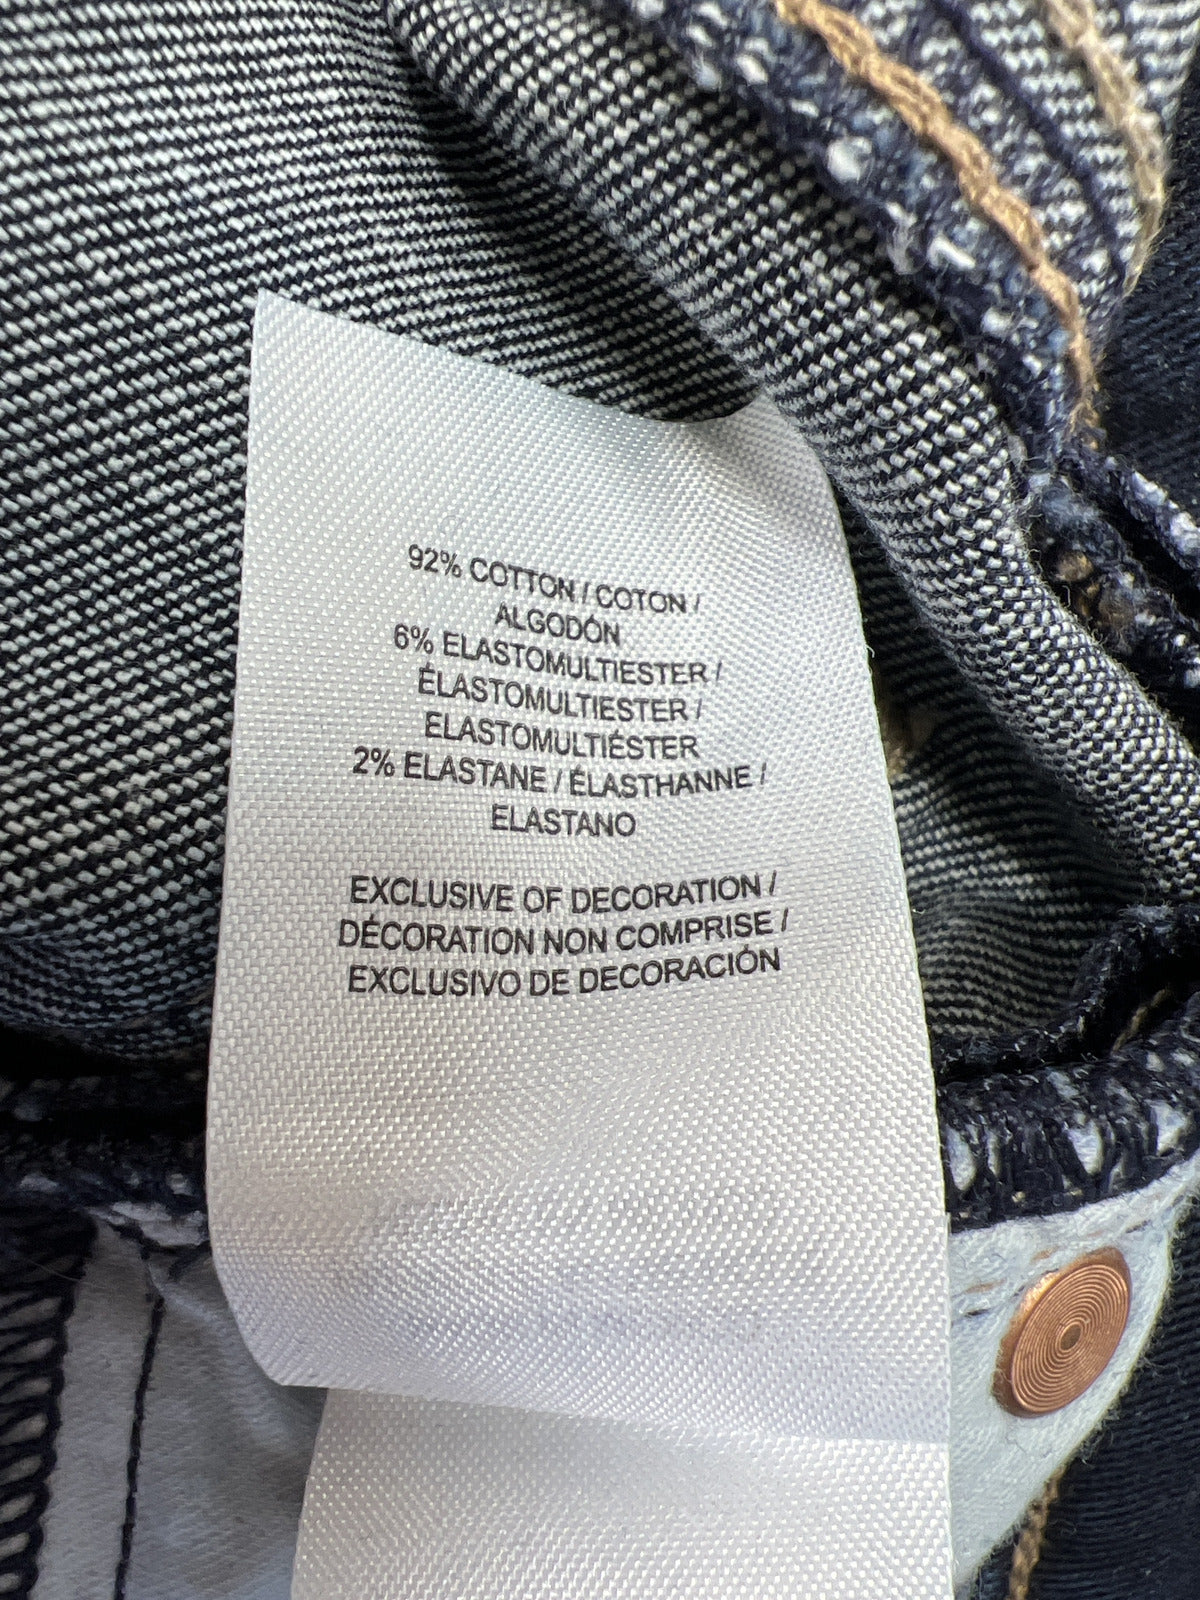 92% COTTON / COTON /
ALGODÓN
6% ELASTOMULTIESTER /
ÉLASTOMULTIESTER /
ELASTOMULTIÉSTER
2% ELASTANE / ÉLASTHANNE /
ELASTANO
EXCLUSIVE OF DECORATION /
DÉCORATION NON COMPRISE /
EXCLUSIVO DE DECORACIÓN